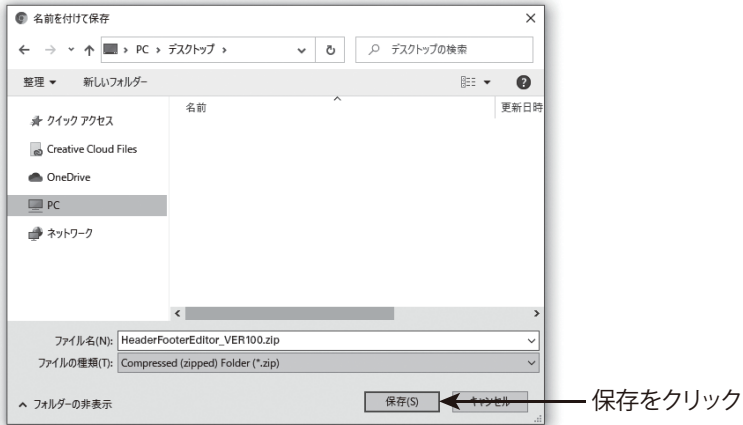 名前を付けて保存
PC › デスクトップ ›
デスクトップの検索
整理 新しいフォルダー
名前 更新日時
クイック アクセス
Creative Cloud Files
OneDrive
PC
ネットワーク
ファイル名(N): HeaderFooterEditor_VER100.zip
ファイルの種類(T): Compressed (zipped) Folder (*.zip)
フォルダーの非表示 保存(S) キャンセル
保存をクリック